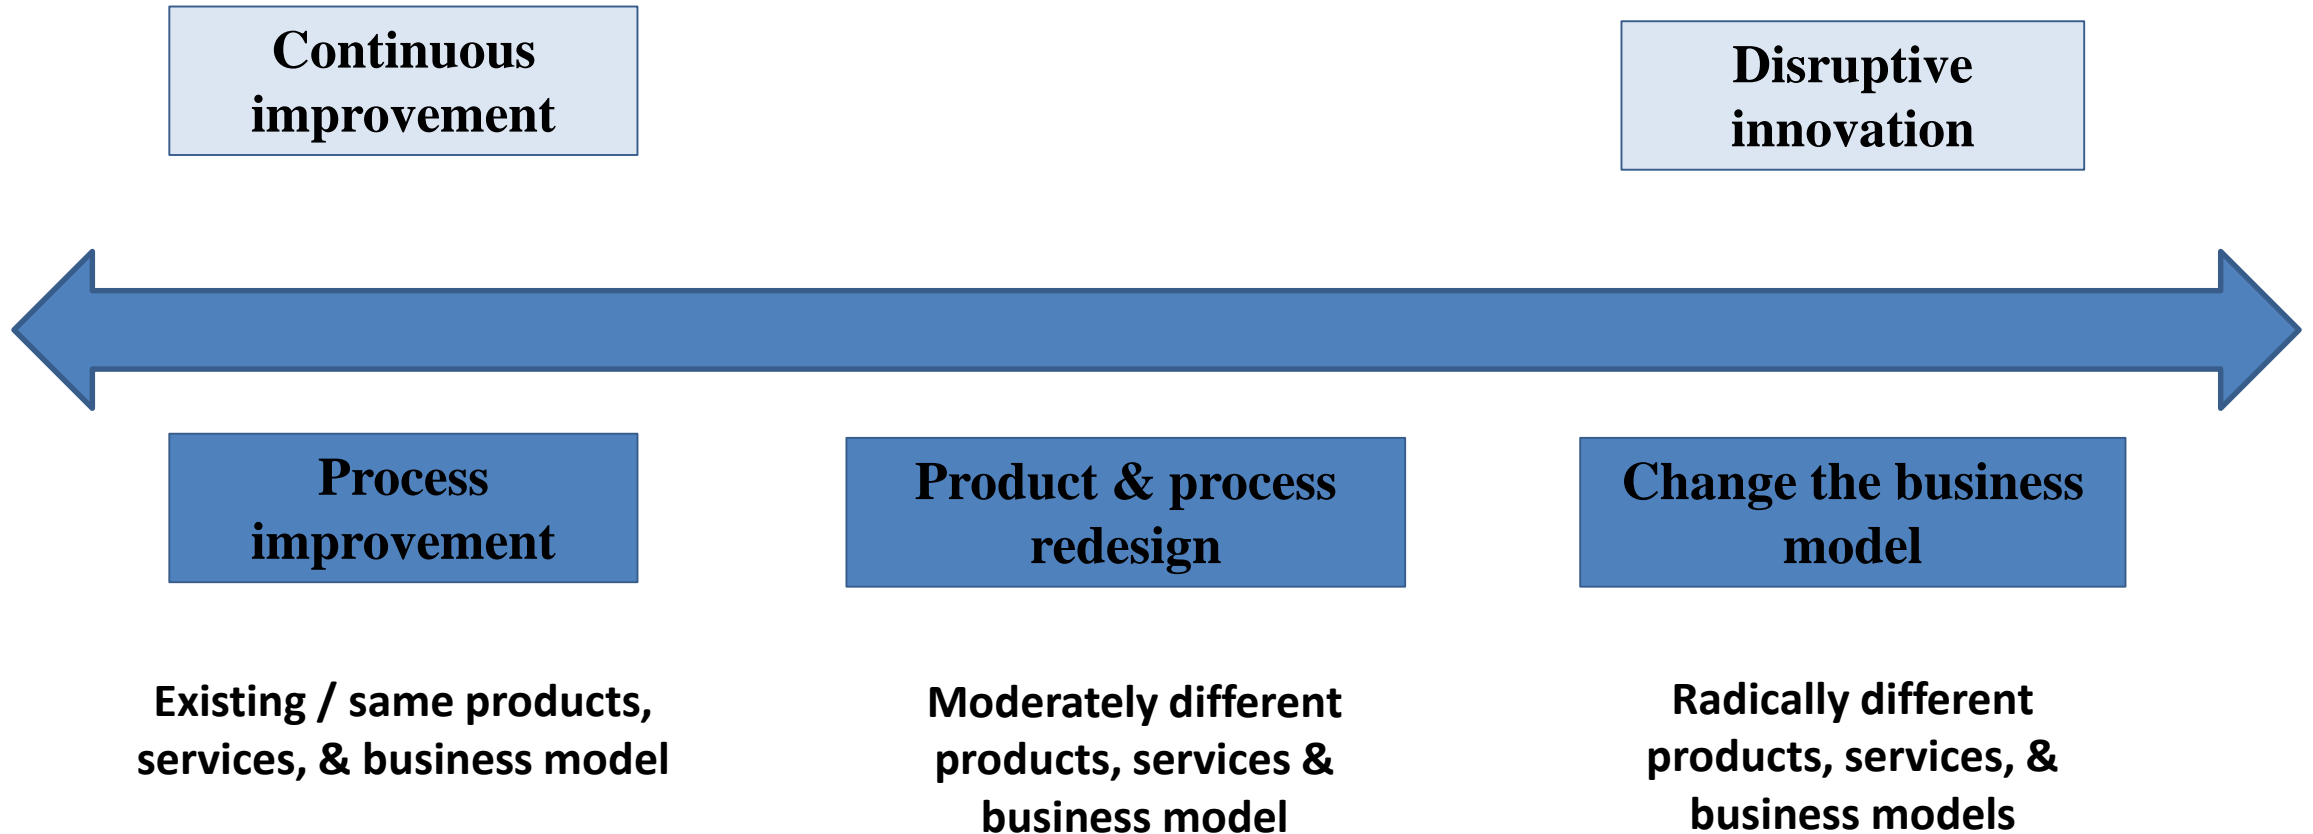 Continuous
improvement
Disruptive
innovation
Process
improvement
Product & process
redesign
Change the business
model
Existing / same products,
services, & business model
Moderately different
products, services &
business model
Radically different
products, services, &
business models